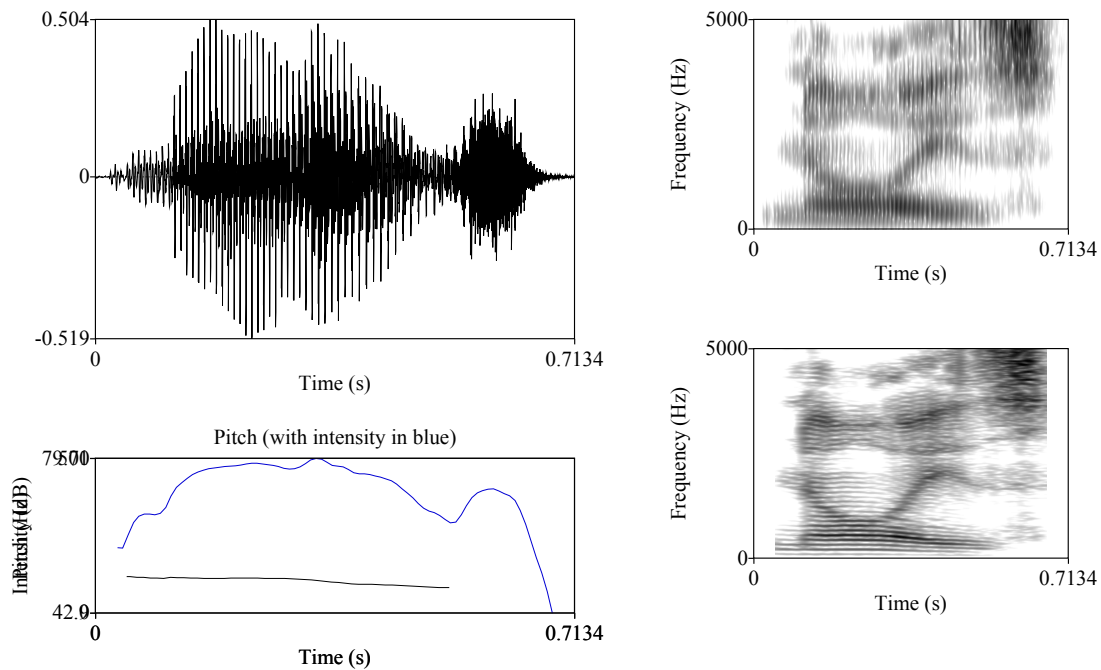 0.504
0
-0.519
0
0.7134
Time (s)
5000
Frequency (Hz)
0
0
0.7134
Time (s)
Pitch (with intensity in blue)
0
0.7134
Time (s)
5000
Frequency (Hz)
0
0
0.7134
Time (s)